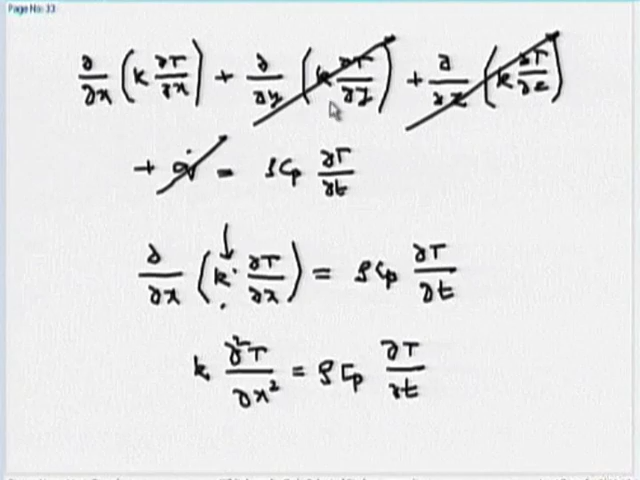 Page No: 33
∂/∂x (k ∂T/∂x) + ∂/∂y (k ∂T/∂y) + ∂/∂z (k ∂T/∂z)
+ q̇ = ρCp ∂T/∂t
∂/∂x (k ∂T/∂x) = ρCp ∂T/∂t
k ∂²T/∂x² = ρCp ∂T/∂t